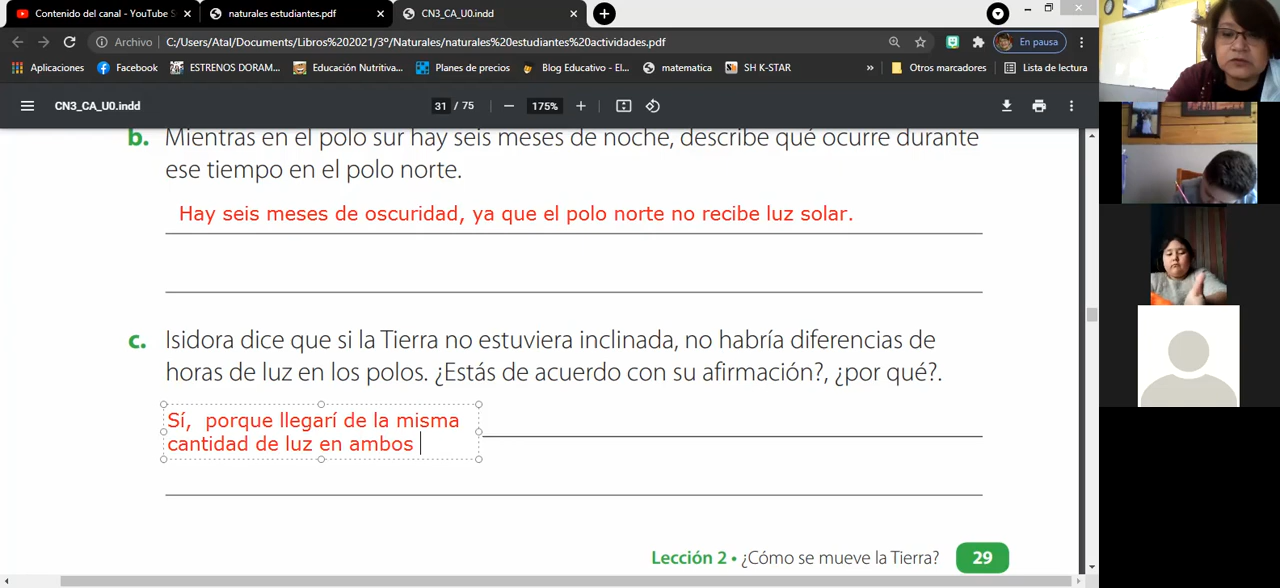 Contenido del canal - YouTube S
naturales estudiantes.pdf
CN3_CA_U0.indd
Archivo
C:/Users/Atal/Documents/Libros%202021/3º/Naturales/naturales%20estudiantes%20actividades.pdf
En pausa
Aplicaciones
Facebook
ESTRENOS DORAM...
Educación Nutritiva...
Planes de precios
Blog Educativo - El...
matematica
SH K-STAR
»
Otros marcadores
Lista de lectura
CN3_CA_U0.indd
31 / 75
175%
b. Mientras en el polo sur hay seis meses de noche, describe qué ocurre durante
ese tiempo en el polo norte.
Hay seis meses de oscuridad, ya que el polo norte no recibe luz solar.
c. Isidora dice que si la Tierra no estuviera inclinada, no habría diferencias de
horas de luz en los polos. ¿Estás de acuerdo con su afirmación?, ¿por qué?.
Sí, porque llegarí de la misma
cantidad de luz en ambos
Lección 2 • ¿Cómo se mueve la Tierra? 29